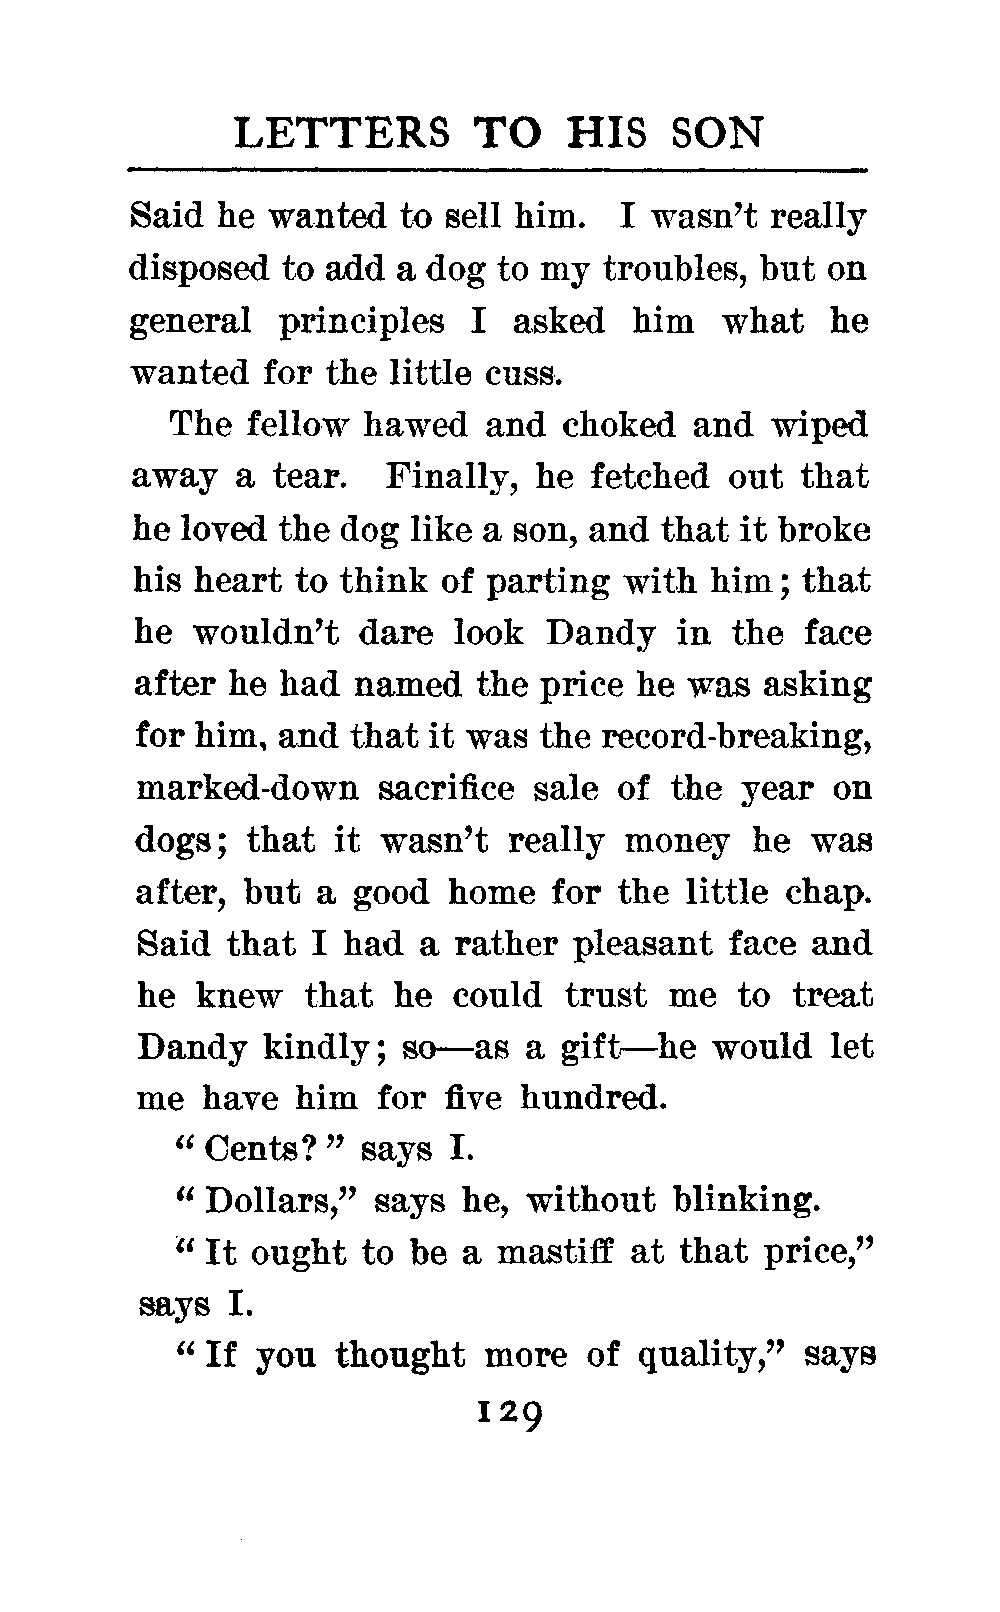 LETTERS TO HIS SON
Said he wanted to sell him. I wasn't really
disposed to add a dog to my troubles, but on
general principles I asked him what he
wanted for the little cuss.
The fellow hawed and choked and wiped
away a tear. Finally, he fetched out that
he loved the dog like a son, and that it broke
his heart to think of parting with him; that
he wouldn't dare look Dandy in the face
after he had named the price he was asking
for him, and that it was the record-breaking,
marked-down sacrifice sale of the year on
dogs; that it wasn't really money he was
after, but a good home for the little chap.
Said that I had a rather pleasant face and
he knew that he could trust me to treat
Dandy kindly; so—as a gift—he would let
me have him for five hundred.
“Cents?” says I.
“Dollars,” says he, without blinking.
“It ought to be a mastiff at that price,”
says I.
“If you thought more of quality,” says
129